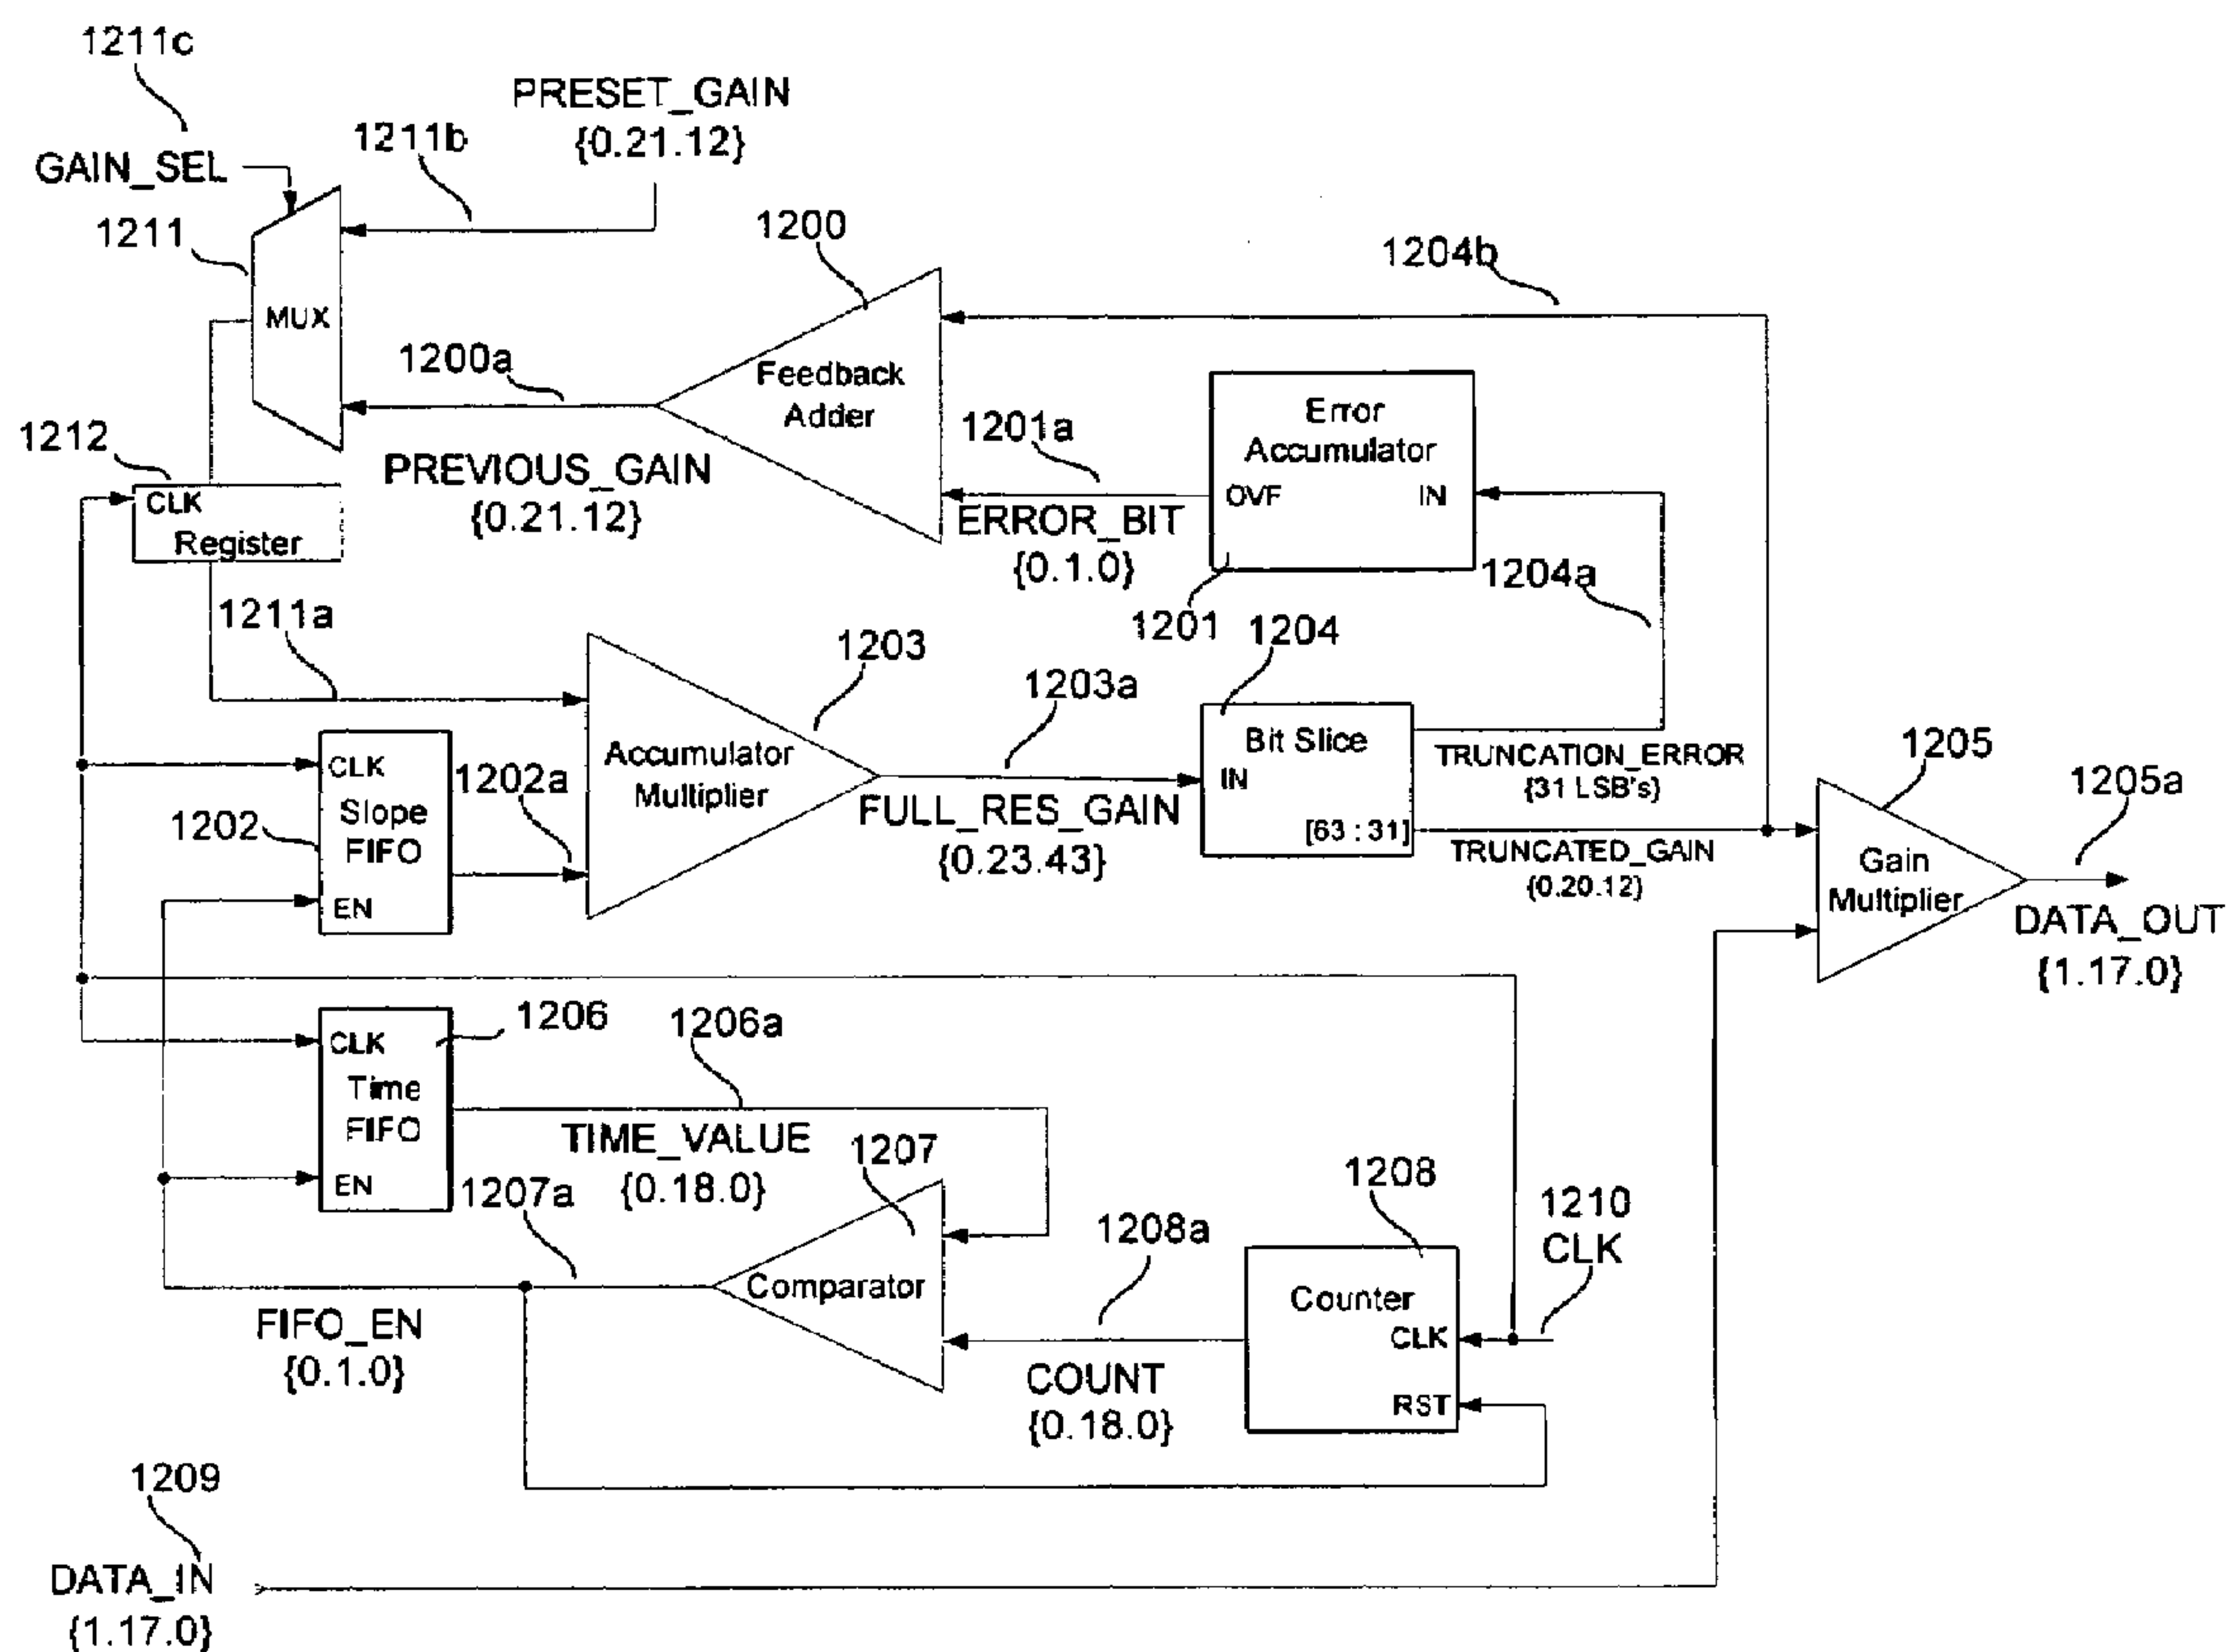 1211c
PRESET_GAIN
{0.21.12}
1211b
GAIN_SEL
1211
MUX
1200
1204b
1200a
Feedback
Adder
Error
Accumulator
OVF
IN
1201a
1212
CLK
Register
PREVIOUS_GAIN
{0.21.12}
ERROR_BIT
{0.1.0}
1201
1204a
1211a
1203
1203a
1204
Bit Slice
IN
[63 : 31]
TRUNCATION_ERROR
{31 LSB's}
1205
1205a
CLK
Slope
FIFO
EN
1202
1202a
Accumulator
Multiplier
FULL_RES_GAIN
{0.23.43}
TRUNCATED_GAIN
{0.20.12}
Gain
Multiplier
DATA_OUT
{1.17.0}
CLK
Time
FIFO
EN
1206
1206a
TIME_VALUE
{0.18.0}
1207
1207a
Comparator
1208
1208a
Counter
CLK
RST
1210
CLK
FIFO_EN
{0.1.0}
COUNT
{0.18.0}
1209
DATA_IN
{1.17.0}